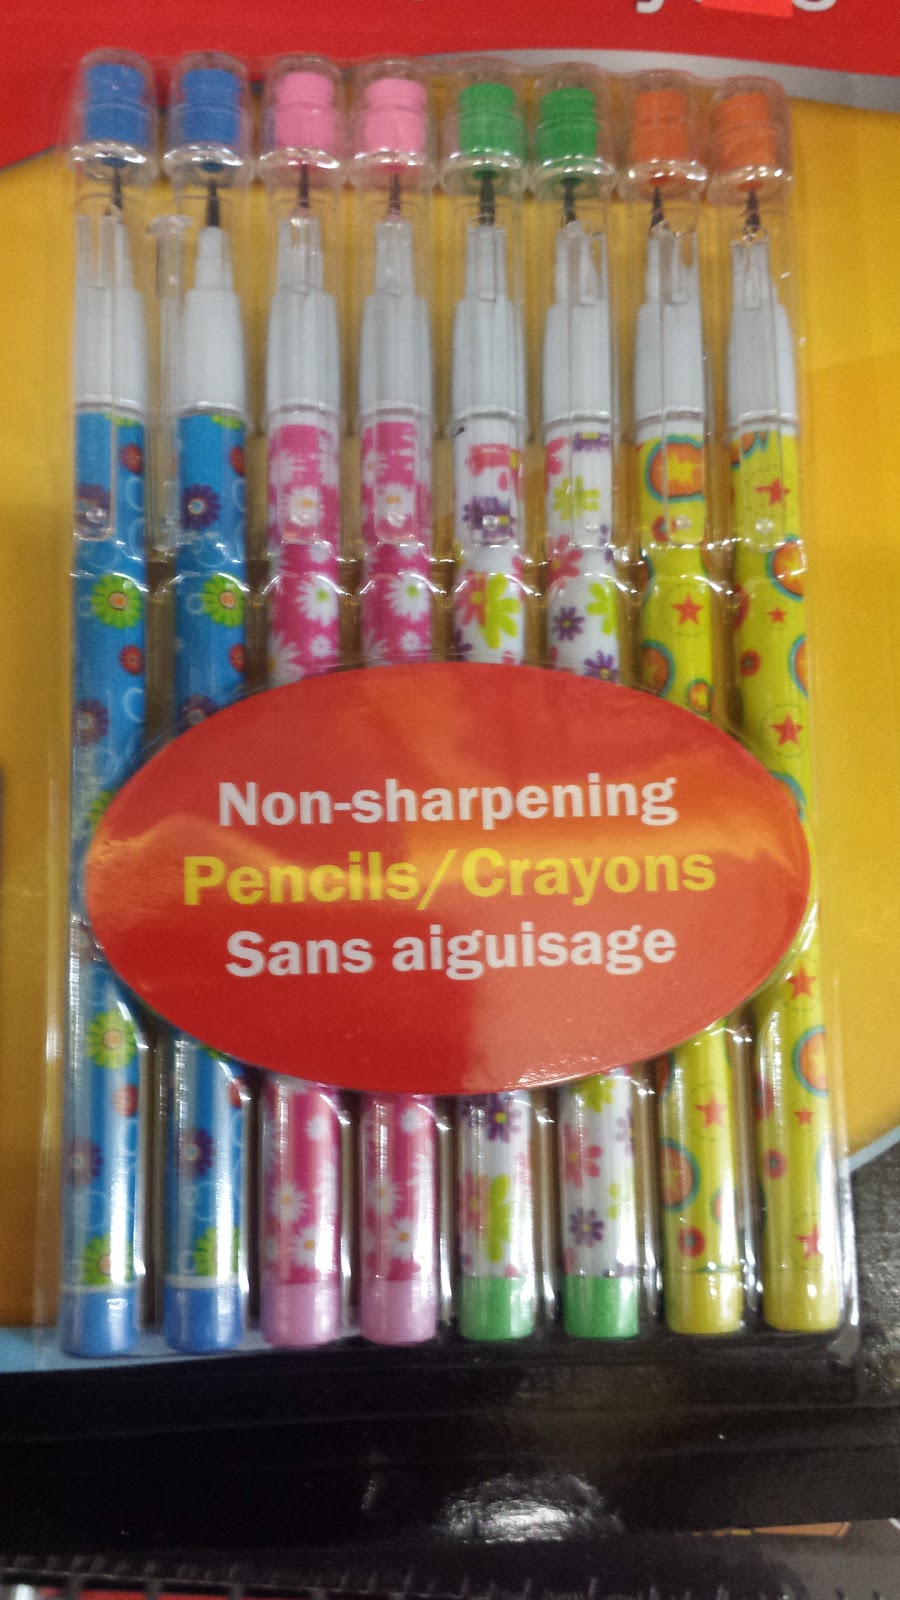 Non-sharpening
Pencils/Crayons
Sans aiguisage